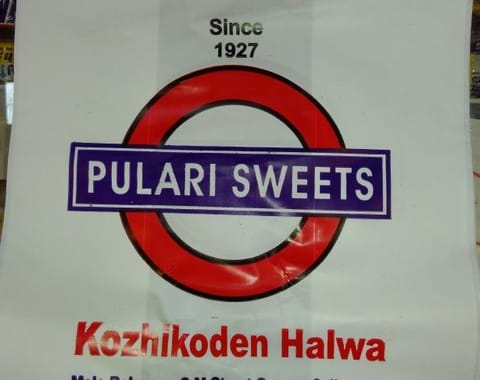 Since
1927
PULARI SWEETS
Kozhikoden Halwa